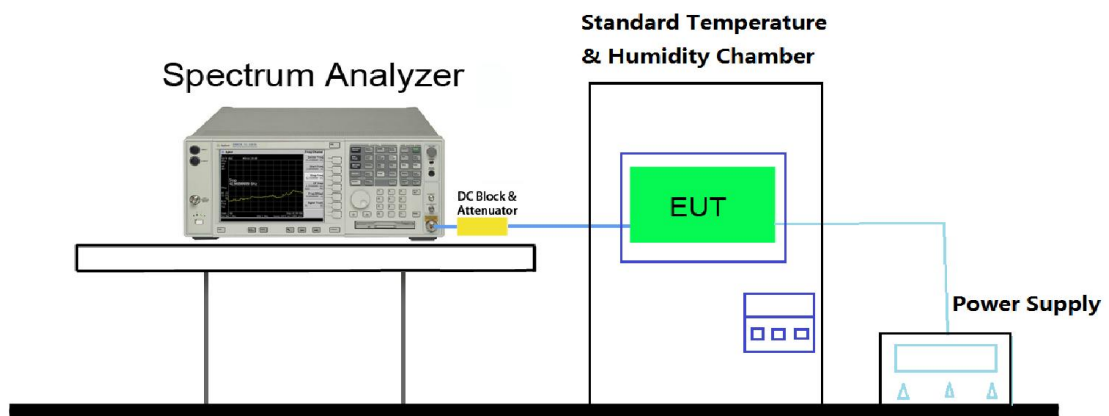 Standard Temperature
& Humidity Chamber
Spectrum Analyzer
DC Block &
Attenuator
EUT
Power Supply